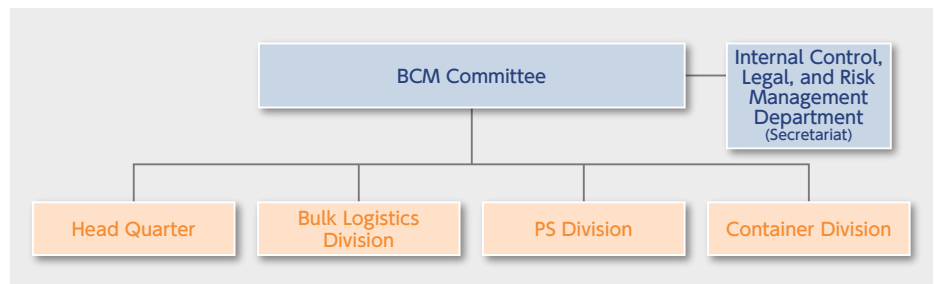 BCM Committee
Internal Control,
Legal, and Risk
Management
Department
(Secretariat)
Head Quarter
Bulk Logistics
Division
PS Division
Container Division